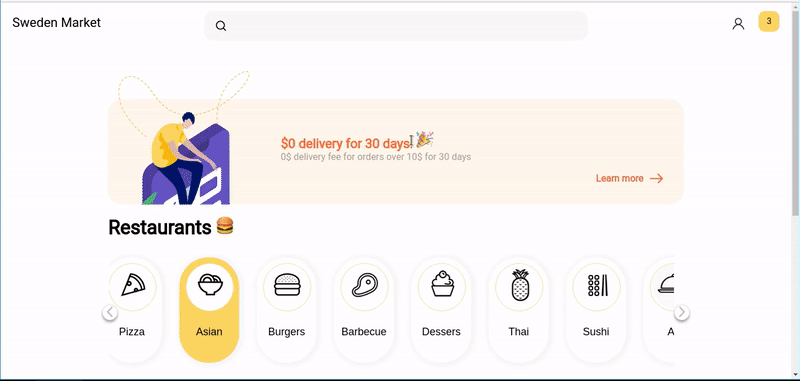 Sweden Market
3
$0 delivery for 30 days!
0$ delivery fee for orders over 10$ for 30 days
Learn more
Restaurants
Pizza
Asian
Burgers
Barbecue
Dessers
Thai
Sushi
A